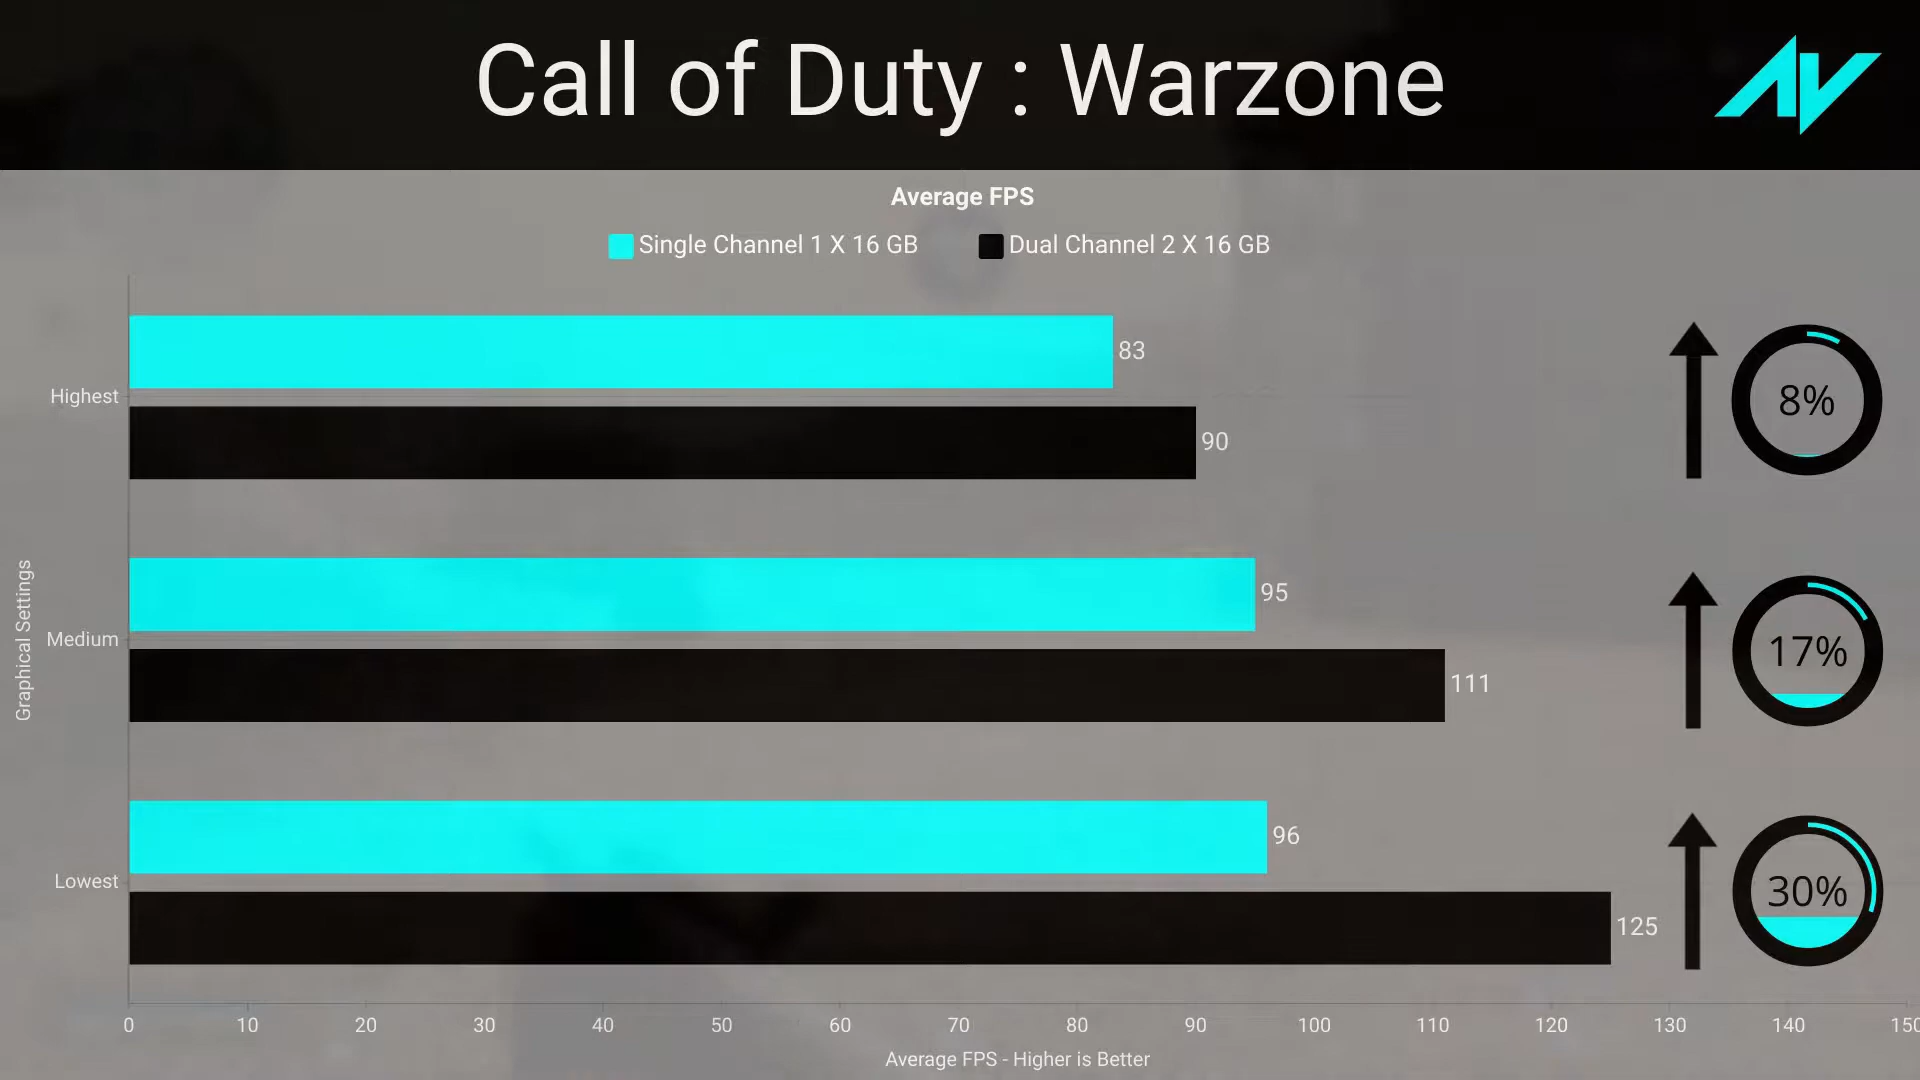 Call of Duty : Warzone
Average FPS
Single Channel 1 X 16 GB
Dual Channel 2 X 16 GB
Graphical Settings
Highest
83
90
8%
Medium
95
111
17%
Lowest
96
125
30%
0 10 20 30 40 50 60 70 80 90 100 110 120 130 140 150
Average FPS - Higher is Better